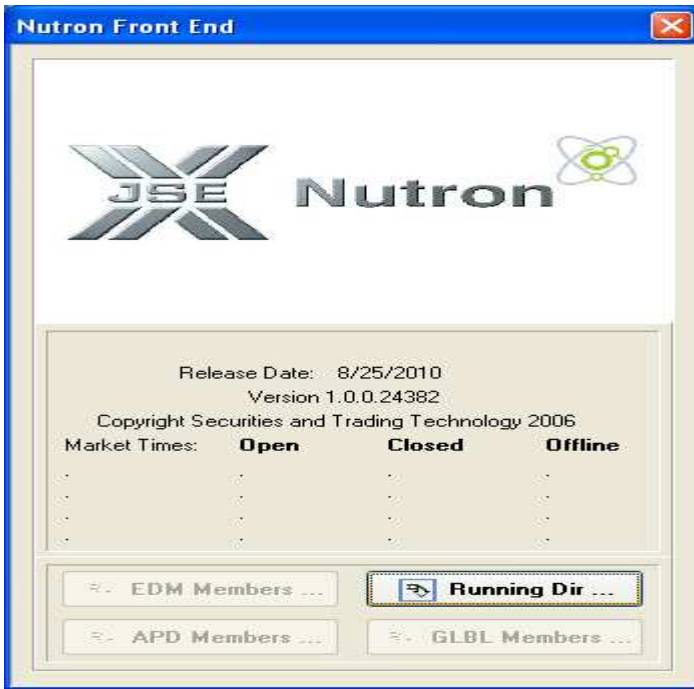 Nutron Front End
JSE Nutron
Release Date: 8/25/2010
Version 1.0.0.24382
Copyright Securities and Trading Technology 2006
Market Times: Open Closed Offline
. . . .
. . . .
. . . .
. . . .
EDM Members ... Running Dir ...
APD Members ... GLBL Members ...